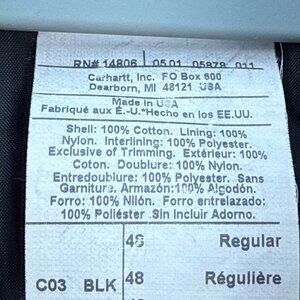 RN# 14806 05 01 05878 011
Carhartt, Inc. PO Box 600
Dearborn, MI 48121 USA
Made in USA
Fabriqué aux É.-U.*Hecho en los EE.UU.
Shell: 100% Cotton. Lining: 100%
Nylon. Interlining: 100% Polyester.
Exclusive of Trimming. Extérieur: 100%
Coton. Doublure: 100% Nylon.
Entredoublure: 100% Polyester. Sans
Garniture. Armazón:100% Algodón.
Forro: 100% Nilón. Forro entrelazado:
100% Poliéster Sin Incluir Adorno.
48 Regular
C03 BLK 48 Régulière